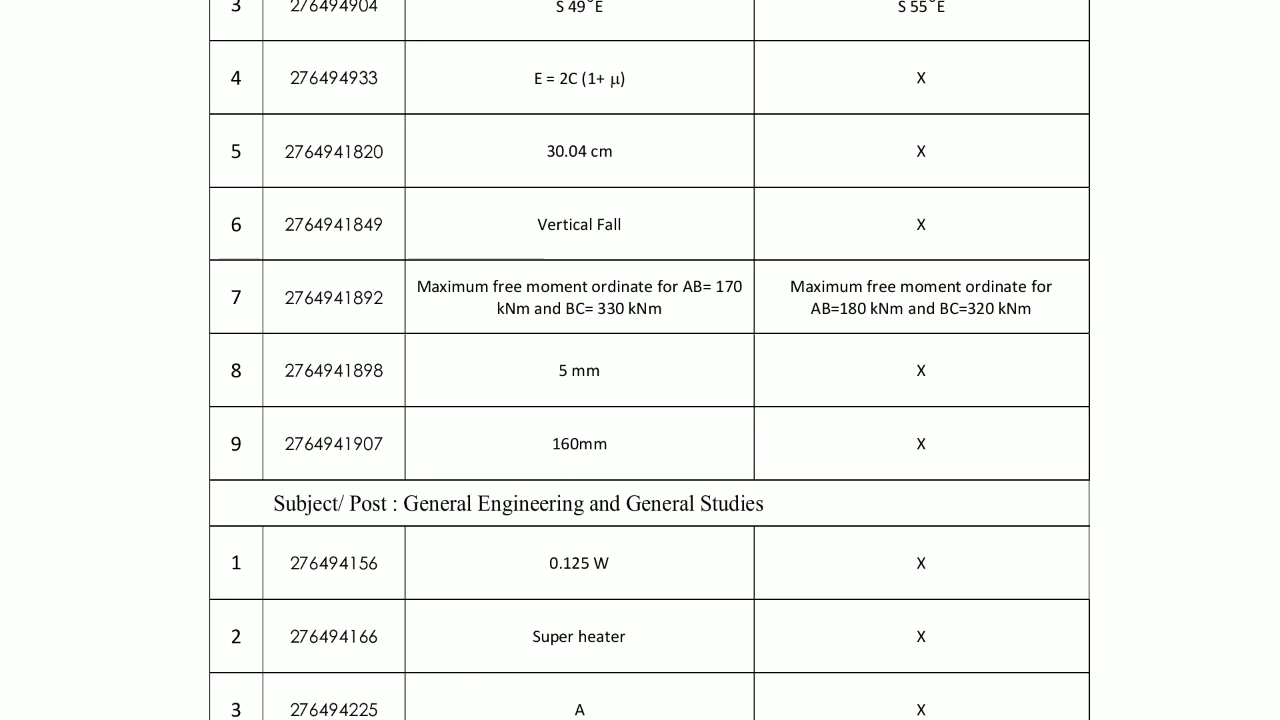 3 276494904 S 49°E S 55°E
4 276494933 E = 2C (1+ μ) X
5 2764941820 30.04 cm X
6 2764941849 Vertical Fall X
7 2764941892 Maximum free moment ordinate for AB= 170 kNm and BC= 330 kNm Maximum free moment ordinate for AB=180 kNm and BC=320 kNm
8 2764941898 5 mm X
9 2764941907 160mm X
Subject/ Post : General Engineering and General Studies
1 276494156 0.125 W X
2 276494166 Super heater X
3 276494225 A X